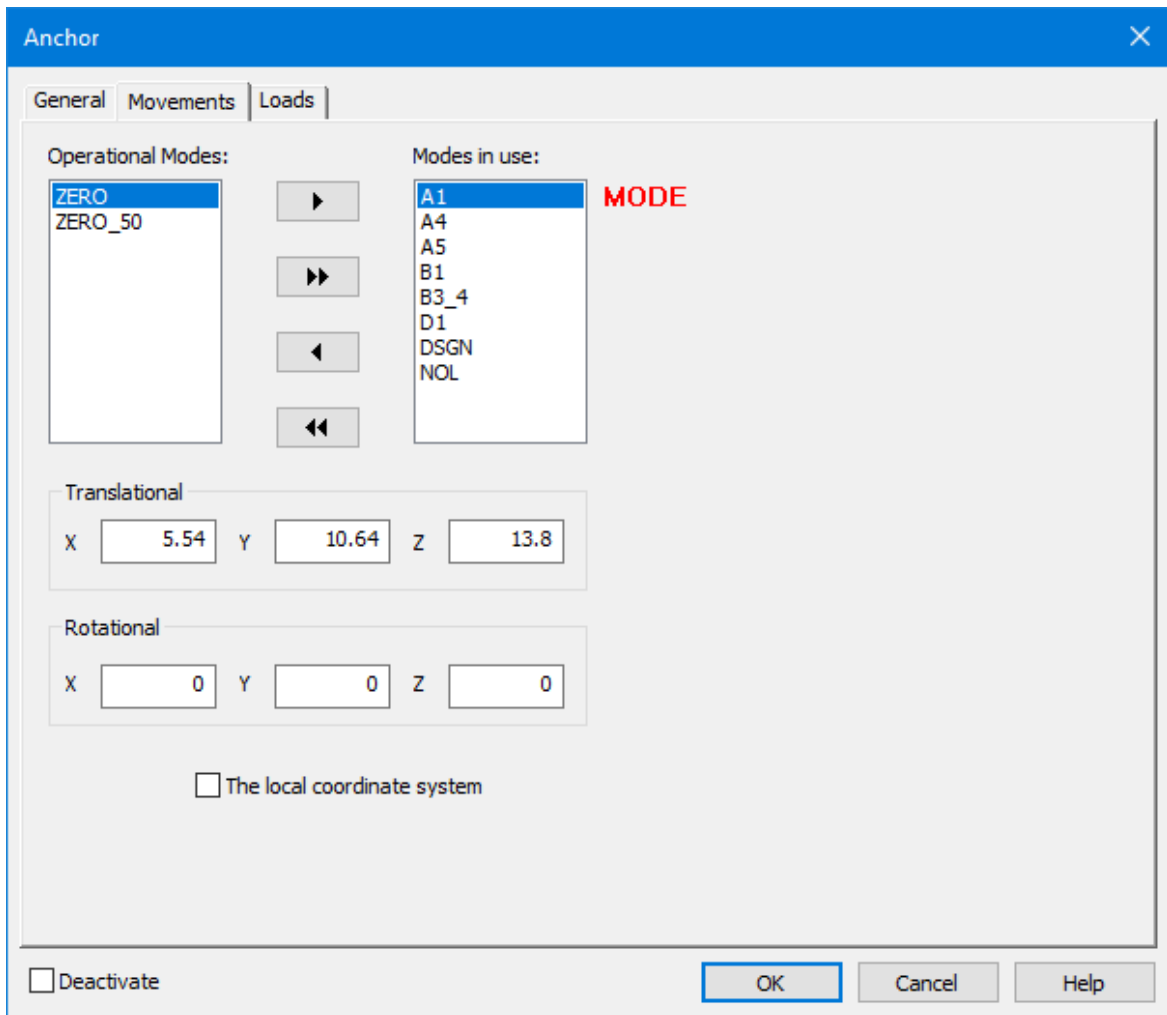 Anchor
General Movements Loads
Operational Modes: Modes in use:
ZERO
ZERO_50
A1
A4
A5
B1
B3_4
D1
DSGN
NOL
MODE
Translational
X 5.54 Y 10.64 Z 13.8
Rotational
X 0 Y 0 Z 0
The local coordinate system
Deactivate OK Cancel Help